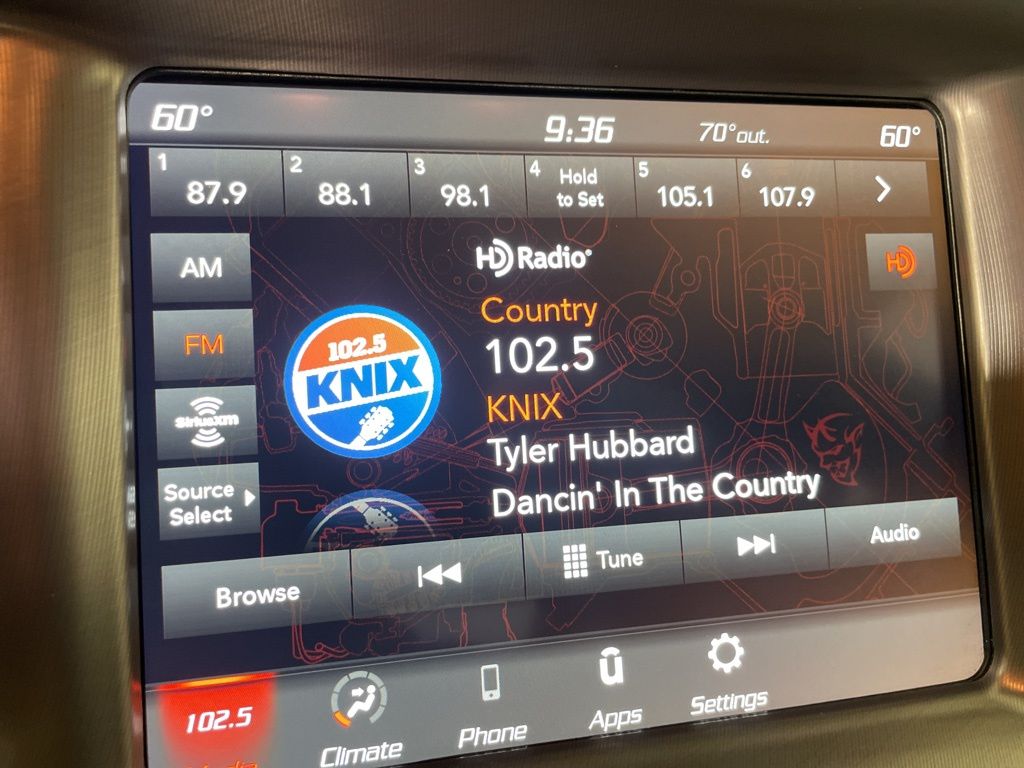 60°
9:36
70°out.
60°
1
87.9
2
88.1
3
98.1
4
Hold
to Set
5
105.1
6
107.9
AM
HD Radio
HD
Country
102.5
FM
102.5
KNIX
KNIX
SiriusXM
Tyler Hubbard
Source
Select
Dancin' In The Country
Browse
Tune
Audio
102.5
Media
Climate
Phone
Apps
Settings